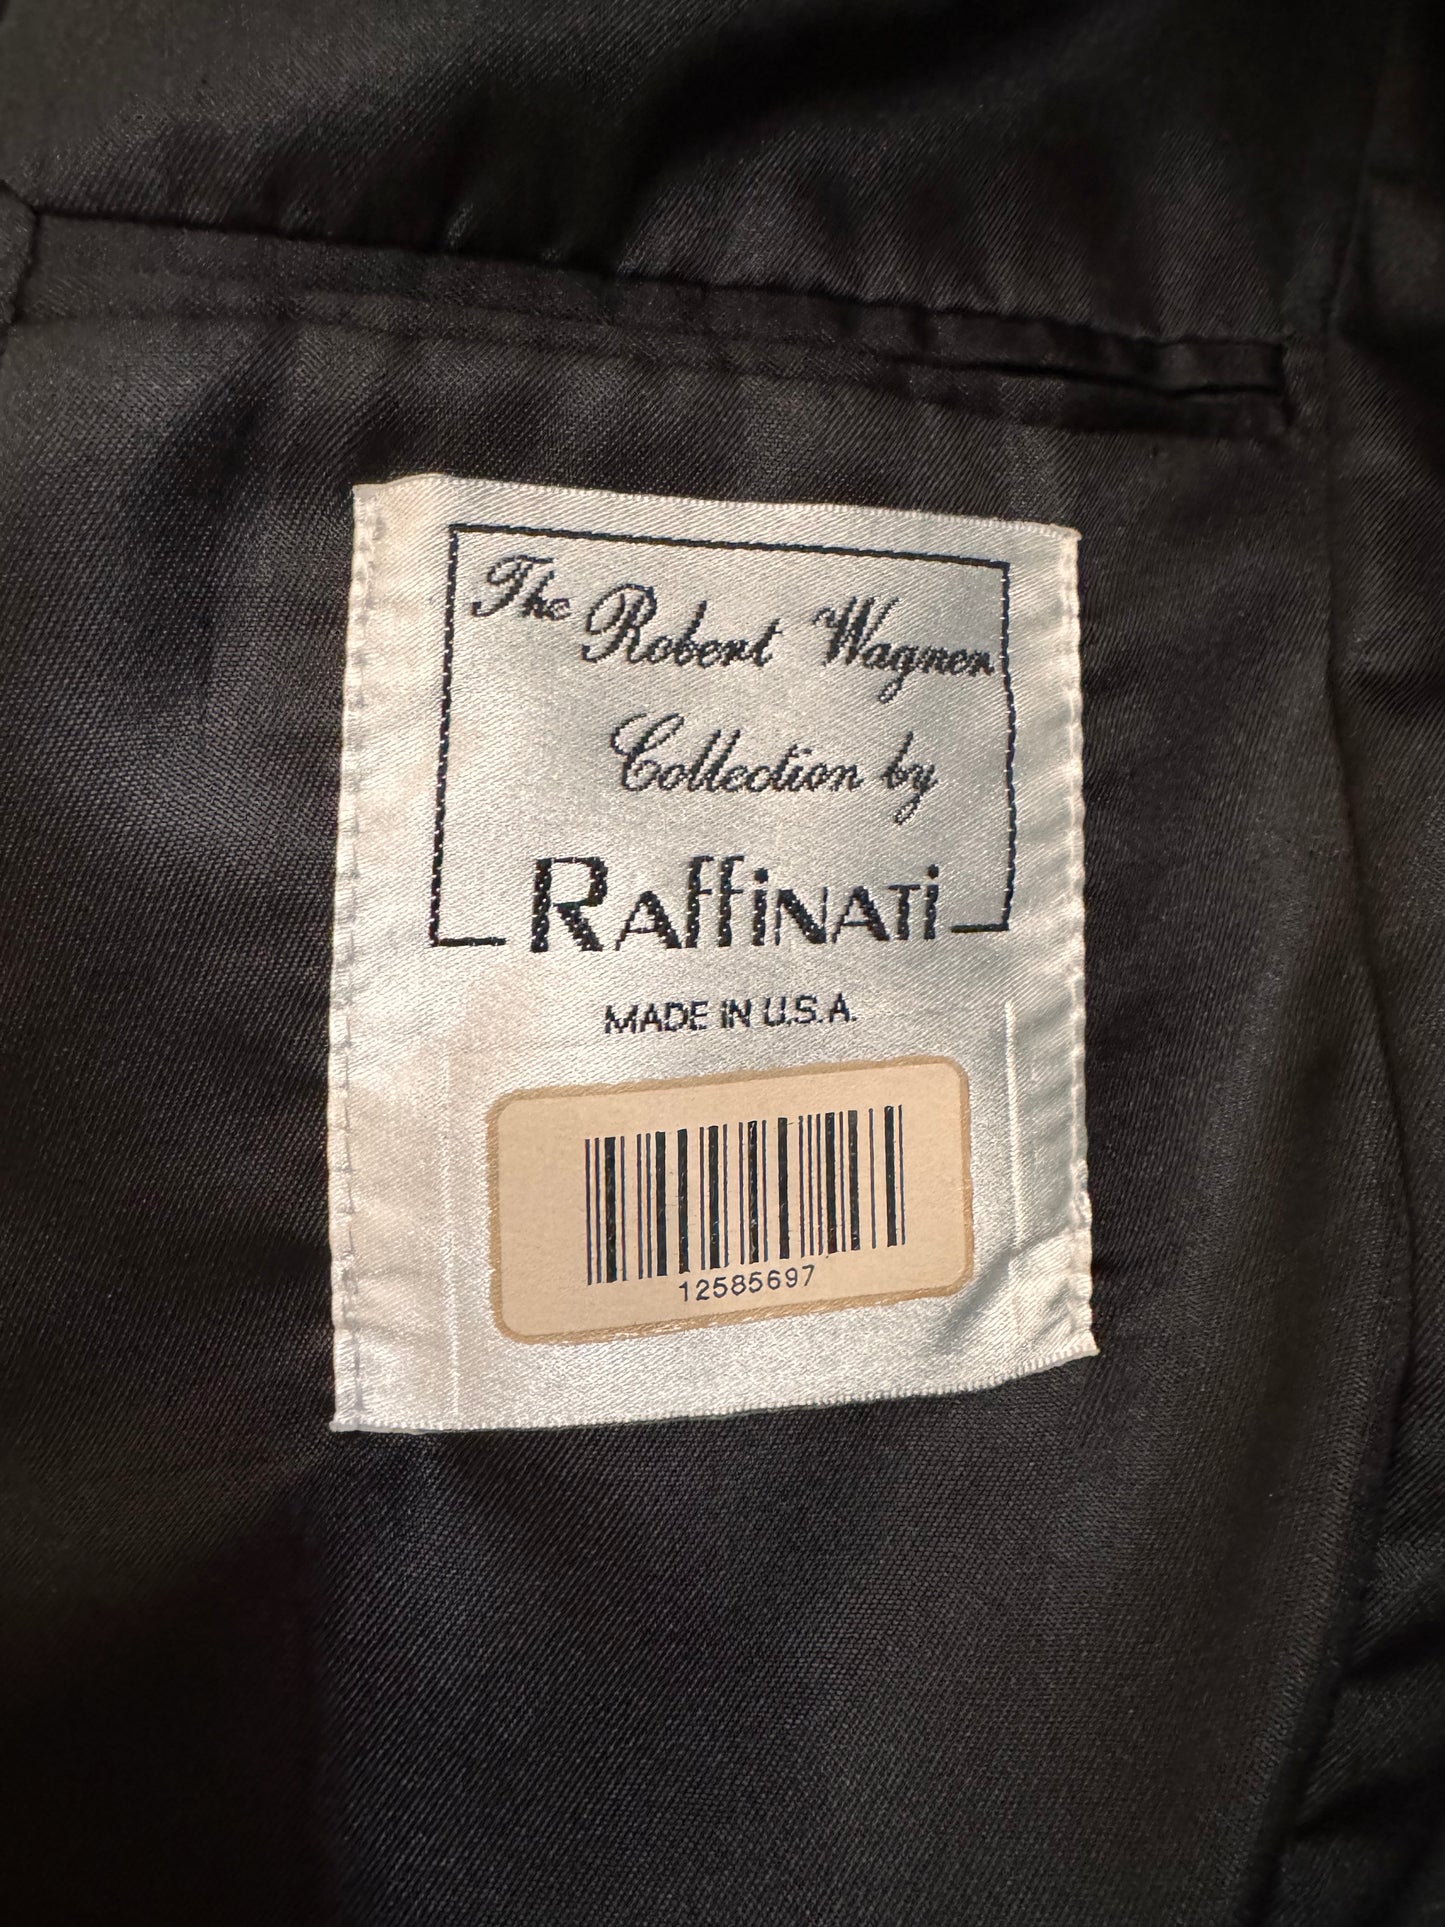 The Robert Wagner
Collection by
RAffiNATi
MADE IN U.S.A.
12585697